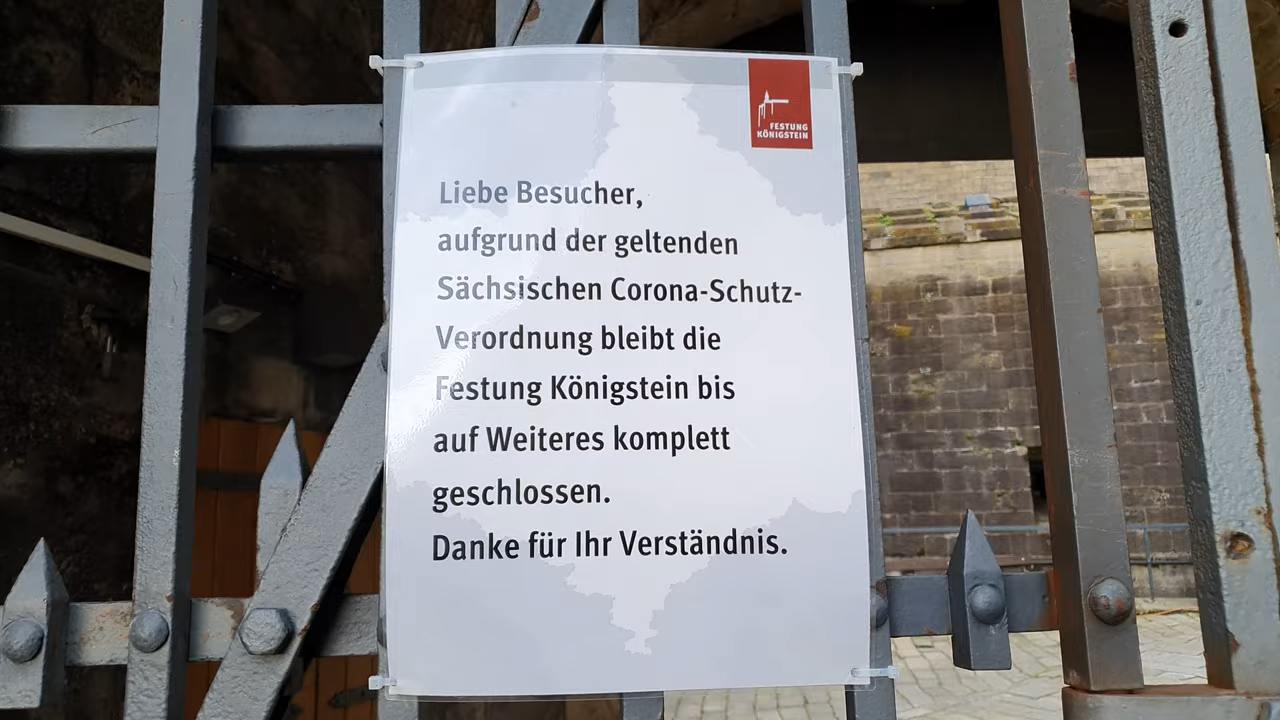 FESTUNG
KÖNIGSTEIN
Liebe Besucher,
aufgrund der geltenden
Sächsischen Corona-Schutz-
Verordnung bleibt die
Festung Königstein bis
auf Weiteres komplett
geschlossen.
Danke für Ihr Verständnis.